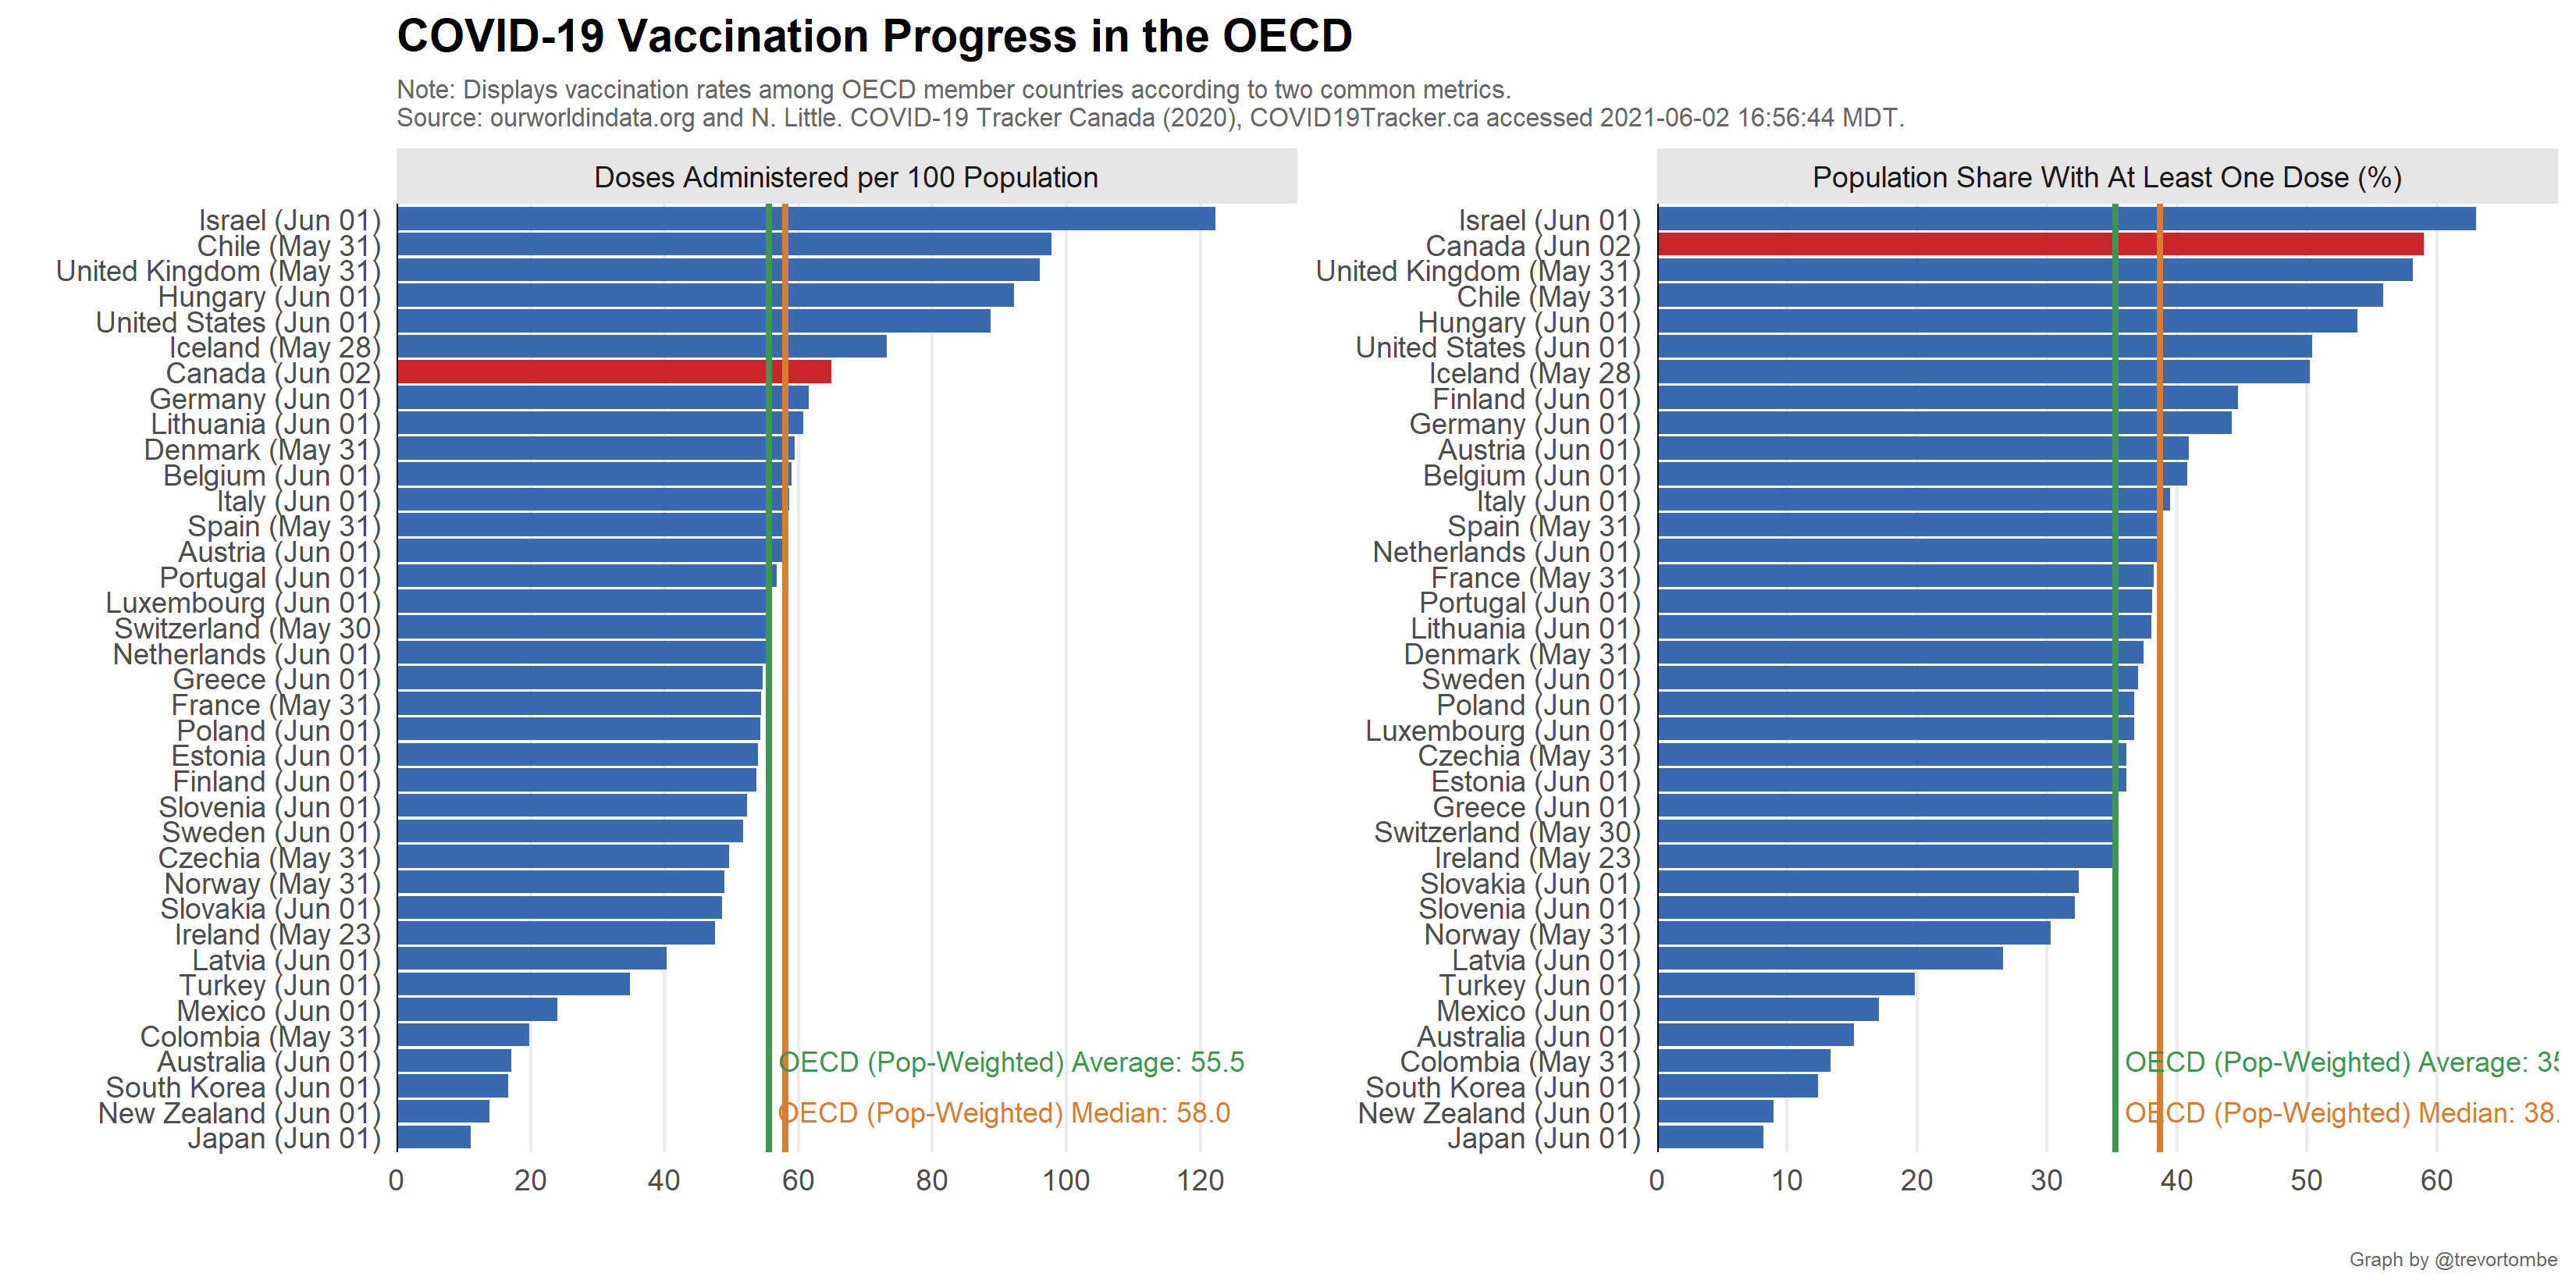 COVID-19 Vaccination Progress in the OECD
Note: Displays vaccination rates among OECD member countries according to two common metrics.
Source: ourworldindata.org and N. Little. COVID-19 Tracker Canada (2020), COVID19Tracker.ca accessed 2021-06-02 16:56:44 MDT.
Doses Administered per 100 Population
Israel (Jun 01)
Chile (May 31)
United Kingdom (May 31)
Hungary (Jun 01)
United States (Jun 01)
Iceland (May 28)
Canada (Jun 02)
Germany (Jun 01)
Lithuania (Jun 01)
Denmark (May 31)
Belgium (Jun 01)
Italy (Jun 01)
Spain (May 31)
Austria (Jun 01)
Portugal (Jun 01)
Luxembourg (Jun 01)
Switzerland (May 30)
Netherlands (Jun 01)
Greece (Jun 01)
France (May 31)
Poland (Jun 01)
Estonia (Jun 01)
Finland (Jun 01)
Slovenia (Jun 01)
Sweden (Jun 01)
Czechia (May 31)
Norway (May 31)
Slovakia (Jun 01)
Ireland (May 23)
Latvia (Jun 01)
Turkey (Jun 01)
Mexico (Jun 01)
Colombia (May 31)
Australia (Jun 01)
South Korea (Jun 01)
New Zealand (Jun 01)
Japan (Jun 01)
OECD (Pop-Weighted) Average: 55.5
OECD (Pop-Weighted) Median: 58.0
0 20 40 60 80 100 120
Population Share With At Least One Dose (%)
Israel (Jun 01)
Canada (Jun 02)
United Kingdom (May 31)
Chile (May 31)
Hungary (Jun 01)
United States (Jun 01)
Iceland (May 28)
Finland (Jun 01)
Germany (Jun 01)
Austria (Jun 01)
Belgium (Jun 01)
Italy (Jun 01)
Spain (May 31)
Netherlands (Jun 01)
France (May 31)
Portugal (Jun 01)
Lithuania (Jun 01)
Denmark (May 31)
Sweden (Jun 01)
Poland (Jun 01)
Luxembourg (Jun 01)
Czechia (May 31)
Estonia (Jun 01)
Greece (Jun 01)
Switzerland (May 30)
Ireland (May 23)
Slovakia (Jun 01)
Slovenia (Jun 01)
Norway (May 31)
Latvia (Jun 01)
Turkey (Jun 01)
Mexico (Jun 01)
Australia (Jun 01)
Colombia (May 31)
South Korea (Jun 01)
New Zealand (Jun 01)
Japan (Jun 01)
OECD (Pop-Weighted) Average:
OECD (Pop-Weighted) Median: 38.
0 10 20 30 40 50 60
Graph by @trevortombe